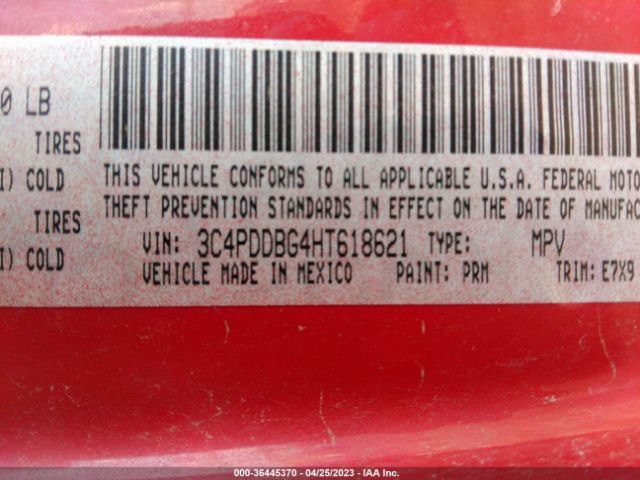 0 LB
TIRES
I) COLD
TIRES
I) COLD
THIS VEHICLE CONFORMS TO ALL APPLICABLE U.S.A. FEDERAL MOTO
THEFT PREVENTION STANDARDS IN EFFECT ON THE DATE OF MANUFAC
VIN: 3C4PDDBG4HT618621 TYPE: MPV
VEHICLE MADE IN MEXICO PAINT: PRM TRIM: E7X9
000-36445370 - 04/25/2023 - IAA Inc.